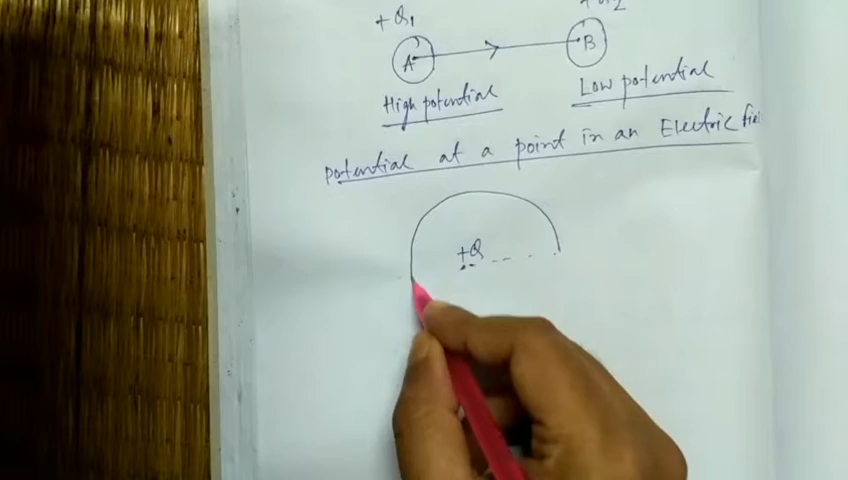 +Q₁
A B
High potential Low potential
potential at a point in an Electric
+Q